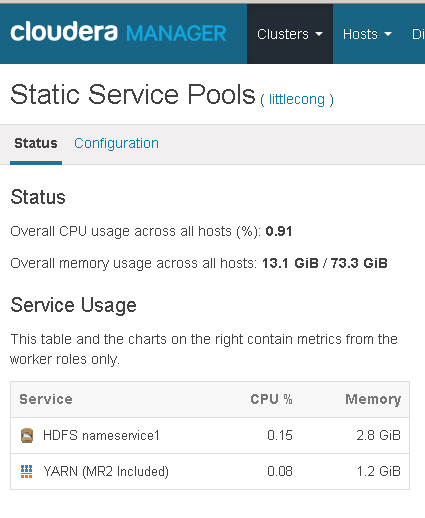 cloudera MANAGER Clusters Hosts Di
Static Service Pools ( littlecong )
Status Configuration
Status
Overall CPU usage across all hosts (%): 0.91
Overall memory usage across all hosts: 13.1 GiB / 73.3 GiB
Service Usage
This table and the charts on the right contain metrics from the
worker roles only.
Service CPU % Memory
HDFS nameservice1 0.15 2.8 GiB
YARN (MR2 Included) 0.08 1.2 GiB